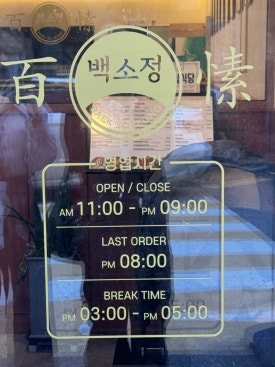 百 백소정 愫
영업시간
OPEN / CLOSE
AM 11:00 - PM 09:00
LAST ORDER
PM 08:00
BREAK TIME
PM 03:00 - PM 05:00